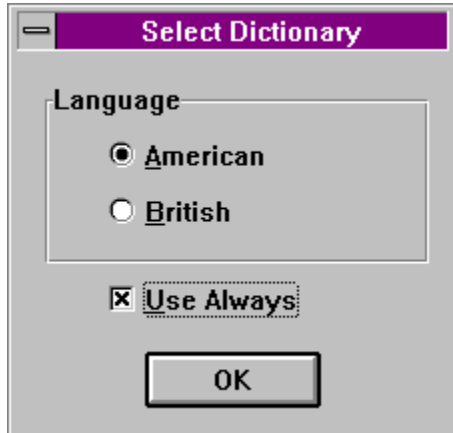 Select Dictionary
Language
American
British
Use Always
OK